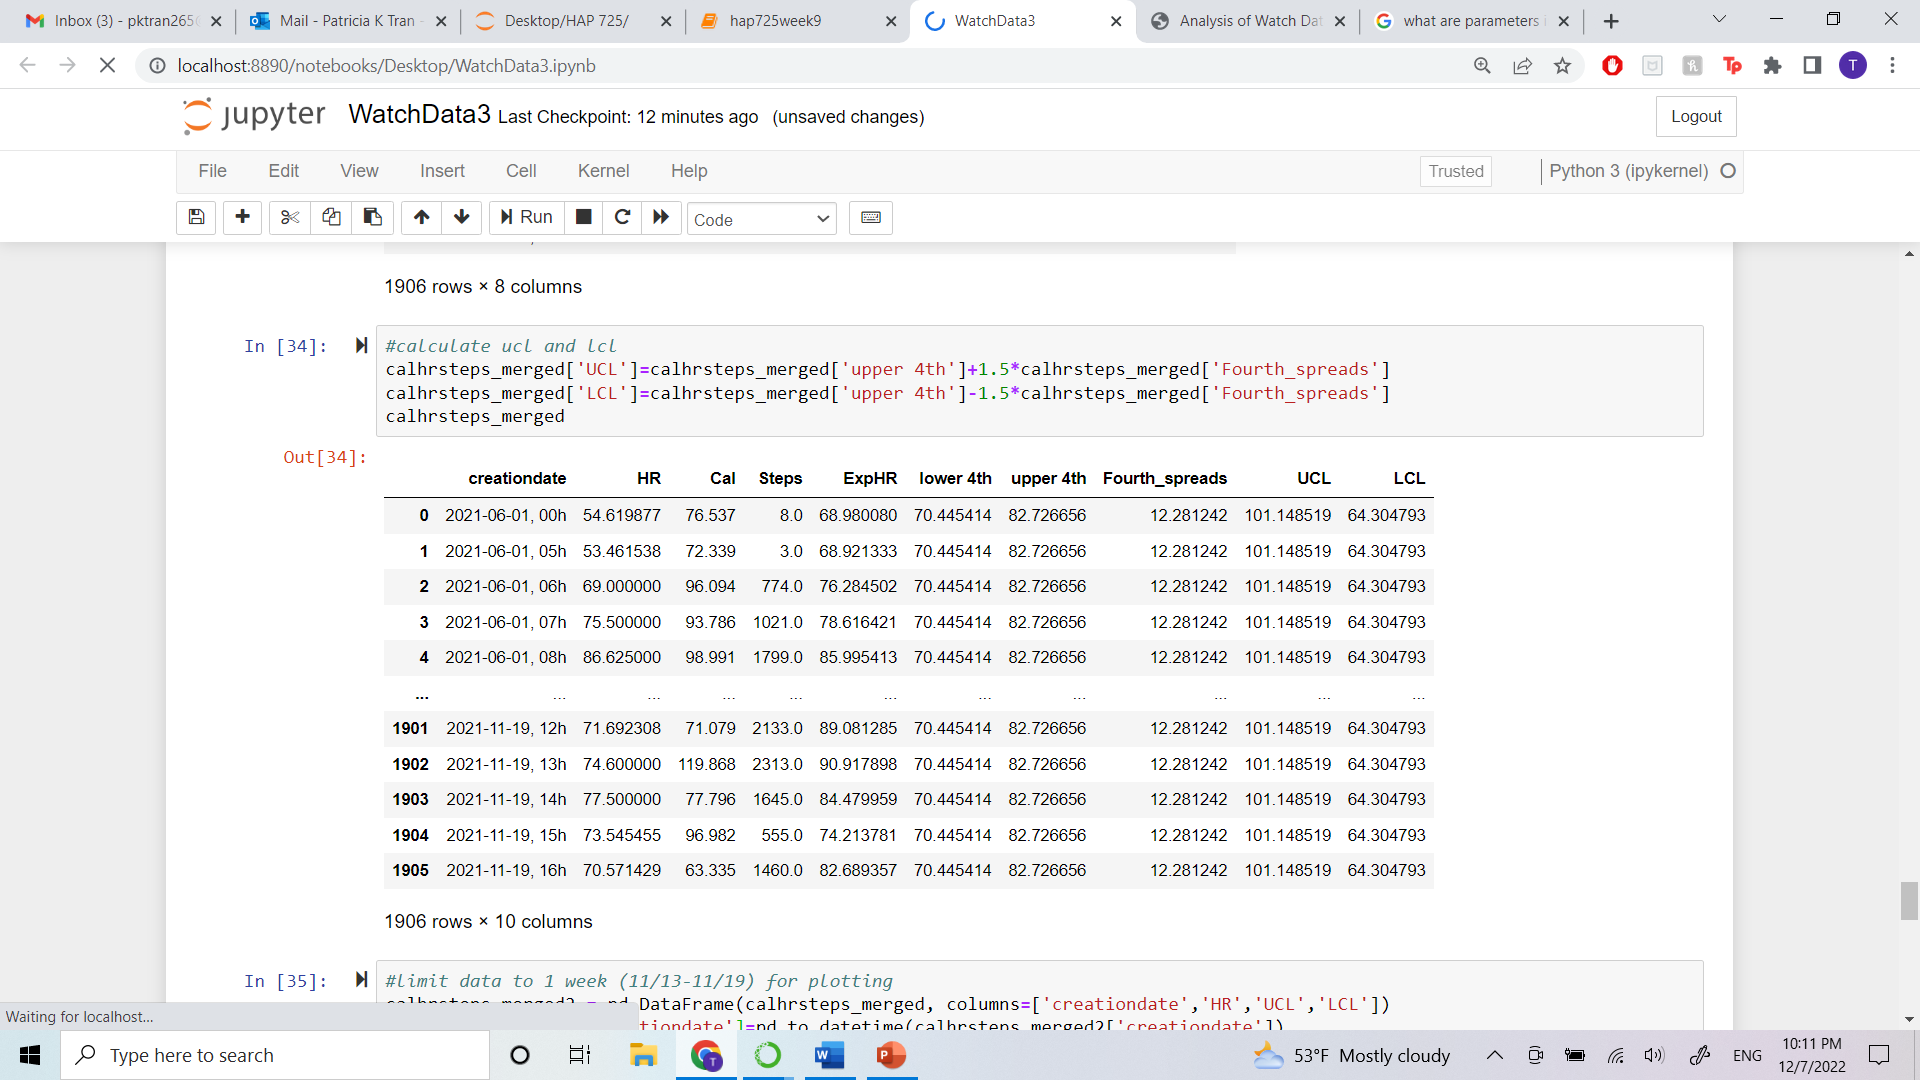 Inbox (3) - pktran265
Mail - Patricia K Tran -
Desktop/HAP 725/
hap725week9
WatchData3
Analysis of Watch Dat
what are parameters i
localhost:8890/notebooks/Desktop/WatchData3.ipynb
T
jupyter WatchData3 Last Checkpoint: 12 minutes ago (unsaved changes)
Logout
File Edit View Insert Cell Kernel Help
Trusted
Python 3 (ipykernel)
Run
Code
1906 rows × 8 columns
In [34]:
#calculate ucl and lcl
calhrsteps_merged['UCL']=calhrsteps_merged['upper 4th']+1.5*calhrsteps_merged['Fourth_spreads']
calhrsteps_merged['LCL']=calhrsteps_merged['upper 4th']-1.5*calhrsteps_merged['Fourth_spreads']
calhrsteps_merged
Out[34]:
creationdate HR Cal Steps ExpHR lower 4th upper 4th Fourth_spreads UCL LCL
0 2021-06-01, 00h 54.619877 76.537 8.0 68.980080 70.445414 82.726656 12.281242 101.148519 64.304793
1 2021-06-01, 05h 53.461538 72.339 3.0 68.921333 70.445414 82.726656 12.281242 101.148519 64.304793
2 2021-06-01, 06h 69.000000 96.094 774.0 76.284502 70.445414 82.726656 12.281242 101.148519 64.304793
3 2021-06-01, 07h 75.500000 93.786 1021.0 78.616421 70.445414 82.726656 12.281242 101.148519 64.304793
4 2021-06-01, 08h 86.625000 98.991 1799.0 85.995413 70.445414 82.726656 12.281242 101.148519 64.304793
... ... ... ... ... ... ... ... ... ... ...
1901 2021-11-19, 12h 71.692308 71.079 2133.0 89.081285 70.445414 82.726656 12.281242 101.148519 64.304793
1902 2021-11-19, 13h 74.600000 119.868 2313.0 90.917898 70.445414 82.726656 12.281242 101.148519 64.304793
1903 2021-11-19, 14h 77.500000 77.796 1645.0 84.479959 70.445414 82.726656 12.281242 101.148519 64.304793
1904 2021-11-19, 15h 73.545455 96.982 555.0 74.213781 70.445414 82.726656 12.281242 101.148519 64.304793
1905 2021-11-19, 16h 70.571429 63.335 1460.0 82.689357 70.445414 82.726656 12.281242 101.148519 64.304793
1906 rows × 10 columns
In [35]:
#limit data to 1 week (11/13-11/19) for plotting
calhrsteps_merged2 = pd.DataFrame(calhrsteps_merged, columns=['creationdate','HR','UCL','LCL'])
tiondate']=pd.to_datetime(calhrsteps_merged2['creationdate'])
Waiting for localhost...
Type here to search
53°F Mostly cloudy
ENG
10:11 PM
12/7/2022